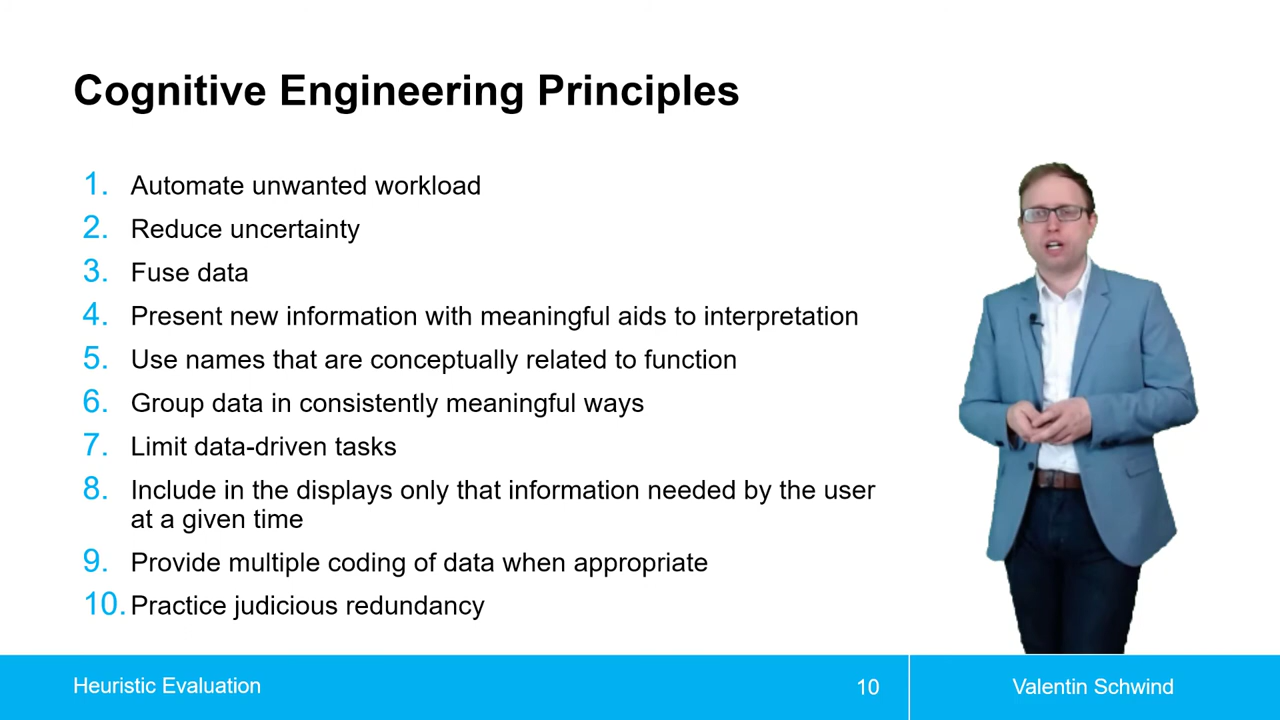 Cognitive Engineering Principles
1. Automate unwanted workload
2. Reduce uncertainty
3. Fuse data
4. Present new information with meaningful aids to interpretation
5. Use names that are conceptually related to function
6. Group data in consistently meaningful ways
7. Limit data-driven tasks
8. Include in the displays only that information needed by the user
at a given time
9. Provide multiple coding of data when appropriate
10. Practice judicious redundancy
Heuristic Evaluation
10
Valentin Schwind